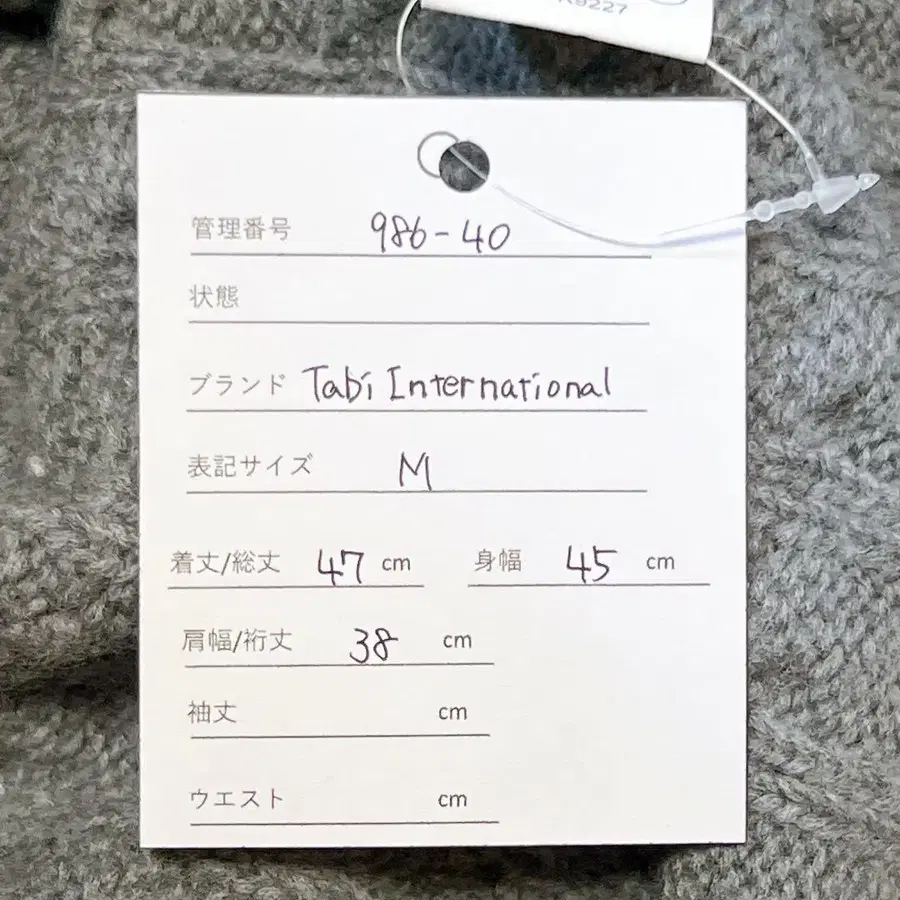 9227
管理番号 986-40
状態
ブランド Tabi International
表記サイズ M
着丈/総丈 47 cm 身幅 45 cm
肩幅/裄丈 38 cm
袖丈 cm
ウエスト cm